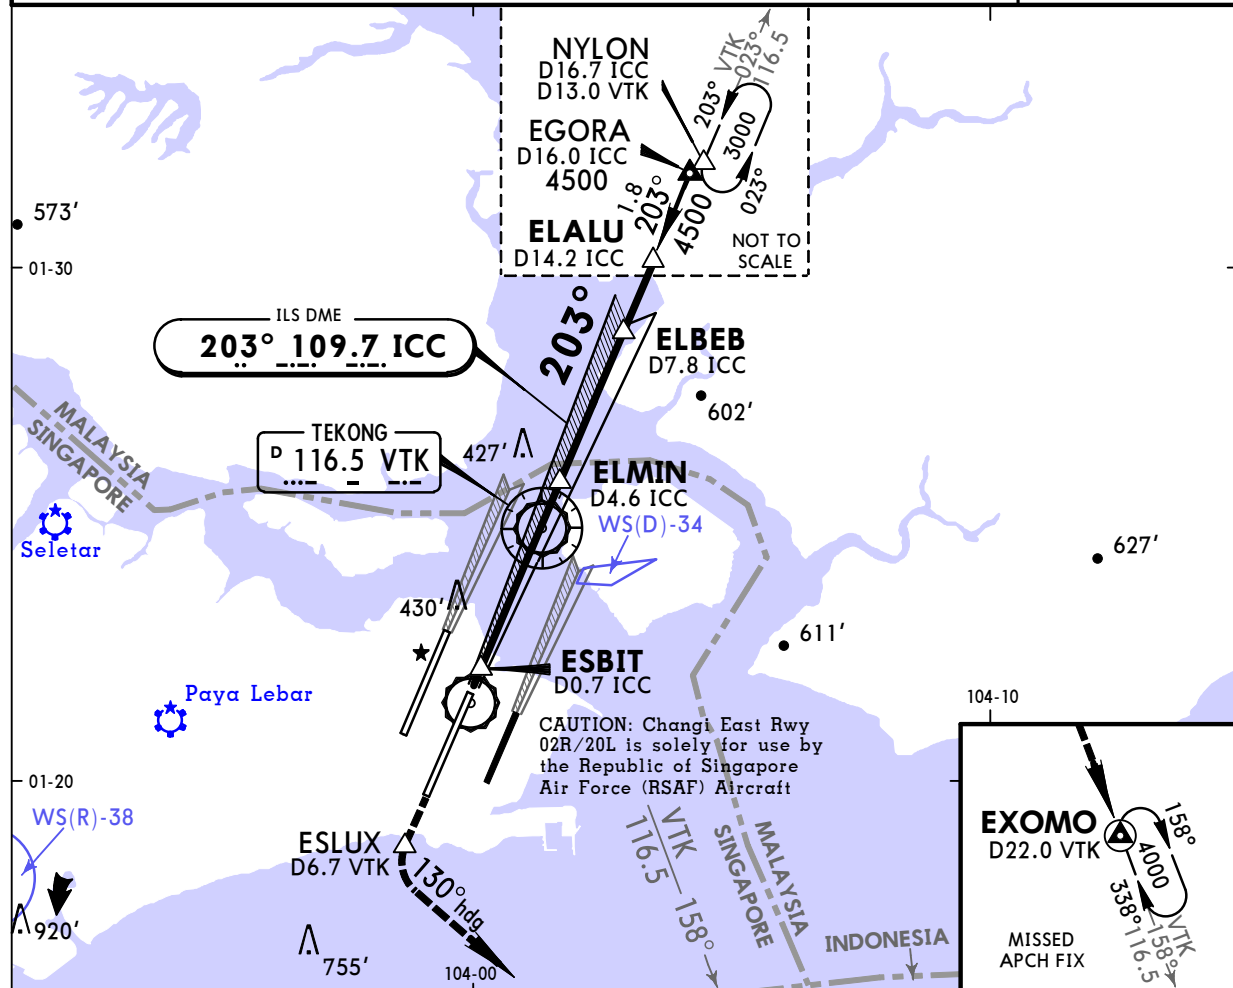 NYLON
D16.7 ICC
D13.0 VTK
VTK
023°
116.5
203°
3000
023°
EGORA
D16.0 ICC
4500
1.8
203°
4500
ELALU
D14.2 ICC
NOT TO
SCALE
573'
01-30
ILS DME
203° 109.7 ICC
203°
ELBEB
D7.8 ICC
602'
MALAYSIA
SINGAPORE
TEKONG
D 116.5 VTK
427'
ELMIN
D4.6 ICC
WS(D)-34
Seletar
627'
430'
611'
ESBIT
D0.7 ICC
Paya Lebar
104-10
CAUTION: Changi East Rwy
02R/20L is solely for use by
the Republic of Singapore
Air Force (RSAF) Aircraft
01-20
WS(R)-38
ESLUX
D6.7 VTK
130° hdg
VTK
116.5
158°
MALAYSIA
SINGAPORE
INDONESIA
920'
755'
104-00
EXOMO
D22.0 VTK
158°
4000
338°
VTK
158°
116.5
MISSED
APCH FIX